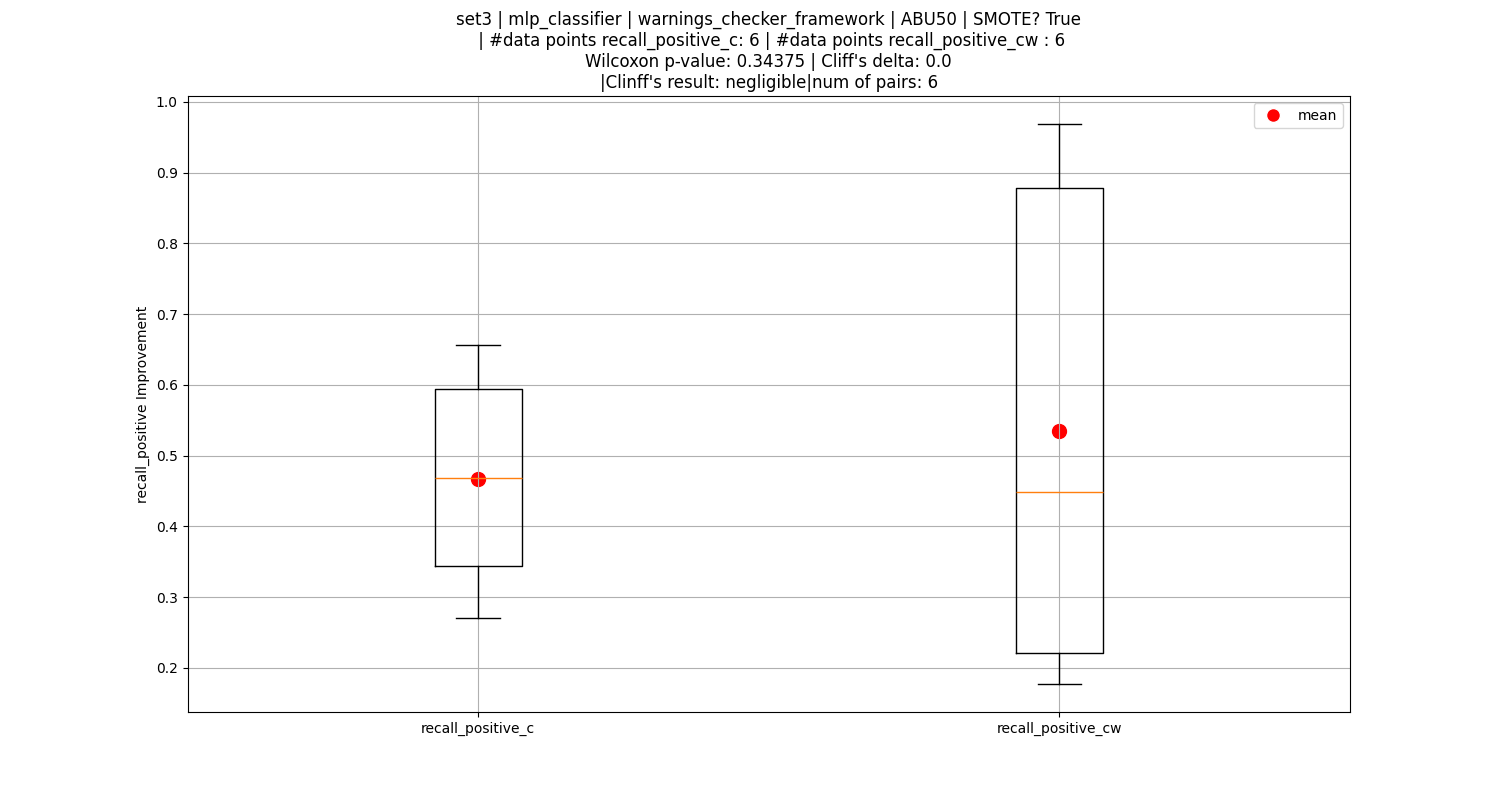 set3 | mlp_classifier | warnings_checker_framework | ABU50 | SMOTE? True
| #data points recall_positive_c: 6 | #data points recall_positive_cw : 6
Wilcoxon p-value: 0.34375 | Cliff's delta: 0.0
|Clinff's result: negligible|num of pairs: 6
mean
recall_positive Improvement
1.0
0.9
0.8
0.7
0.6
0.5
0.4
0.3
0.2
recall_positive_c
recall_positive_cw